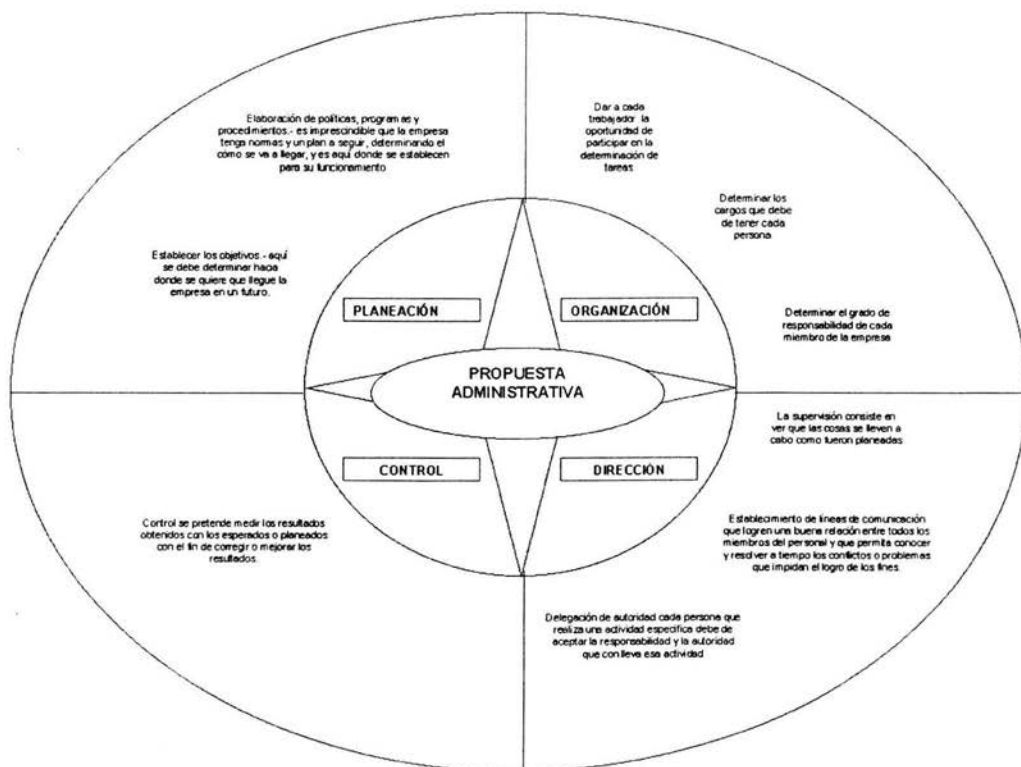 Elaboración de políticas, programas y
procedimientos.- es imprescindible que la empresa
tenga normas y un plan a seguir, determinando el
cómo se va a llegar, y es aquí donde se establecen
para su funcionamiento
Establecer los objetivos.- aquí
se debe determinar hacia
donde se quiere que llegue la
empresa en un futuro.
Dar a cada
trabajador la
oportunidad de
participar en la
determinación de
tareas
Determinar los
cargos que debe
de tener cada
persona
Determinar el grado de
responsabilidad de cada
miembro de la empresa
PLANEACIÓN
ORGANIZACIÓN
PROPUESTA
ADMINISTRATIVA
CONTROL
DIRECCIÓN
Control se pretende medir los resultados
obtenidos con los esperados o planeados
con el fin de corregir o mejorar los
resultados.
La supervisión consiste en
ver que las cosas se lleven a
cabo como fueron planeadas
Establecimiento de líneas de comunicación
que logren una buena relación entre todos los
miembros del personal y que permita conocer
y resolver a tiempo los conflictos o problemas
que impidan el logro de los fines
Delegación de autoridad cada persona que
realiza una actividad especifica debe de
aceptar la responsabilidad y la autoridad
que con lleva esa actividad